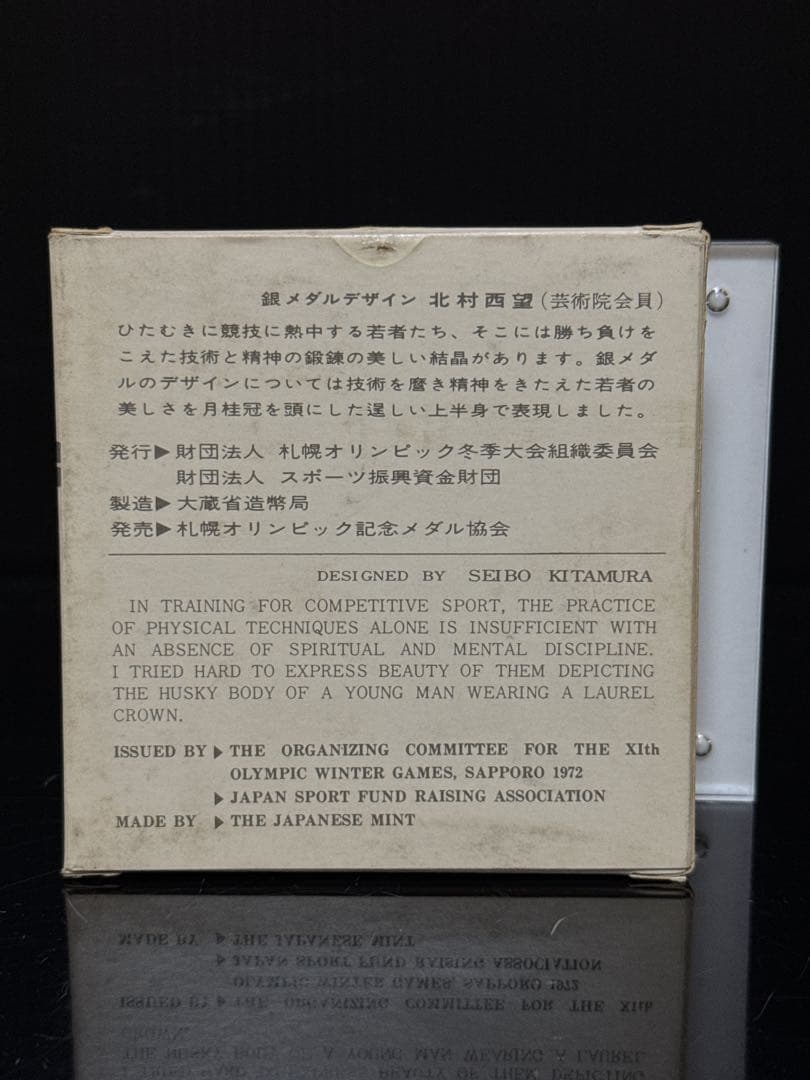 銀メダルデザイン 北村西望(芸術院会員)
ひたむきに競技に熱中する若者たち、そこには勝ち負けを
こえた技術と精神の鍛錬の美しい結晶があります。銀メダ
ルのデザインについては技術を磨き精神をきたえた若者の
美しさを月桂冠を頭にした逞しい上半身で表現しました。
発行▶財団法人 札幌オリンピック冬季大会組織委員会
財団法人 スポーツ振興資金財団
製造▶大蔵省造幣局
発売▶札幌オリンピック記念メダル協会
DESIGNED BY SEIBO KITAMURA
IN TRAINING FOR COMPETITIVE SPORT, THE PRACTICE
OF PHYSICAL TECHNIQUES ALONE IS INSUFFICIENT WITH
AN ABSENCE OF SPIRITUAL AND MENTAL DISCIPLINE.
I TRIED HARD TO EXPRESS BEAUTY OF THEM DEPICTING
THE HUSKY BODY OF A YOUNG MAN WEARING A LAUREL
CROWN.
ISSUED BY ▶ THE ORGANIZING COMMITTEE FOR THE XIth
OLYMPIC WINTER GAMES, SAPPORO 1972
▶ JAPAN SPORT FUND RAISING ASSOCIATION
MADE BY ▶ THE JAPANESE MINT